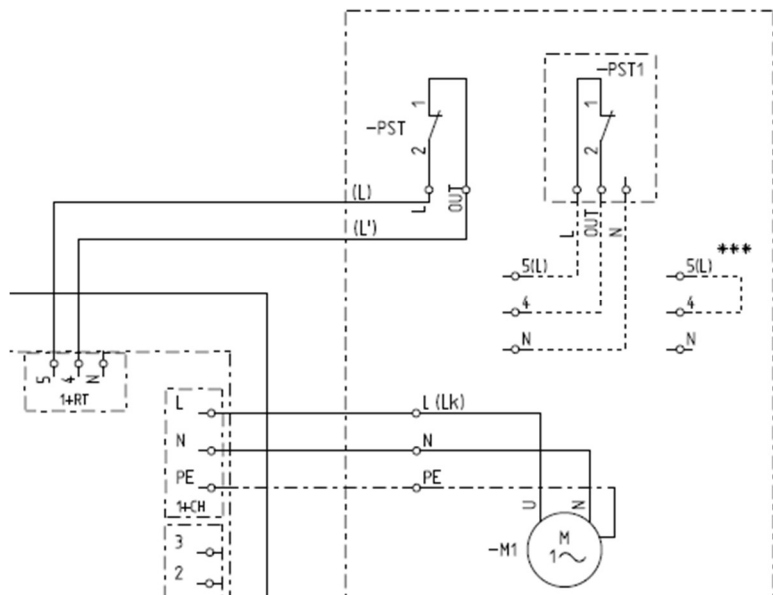 -PST1
1
2
-PST
1
2
(L)
L
OUT
(L')
L
OUT
N
***
5(L)
5(L)
4
4
N
N
5
4
N
1+RT
L
L (Lk)
N
N
PE
PE
1+CH
U
N
3
-M1
M
1~
2